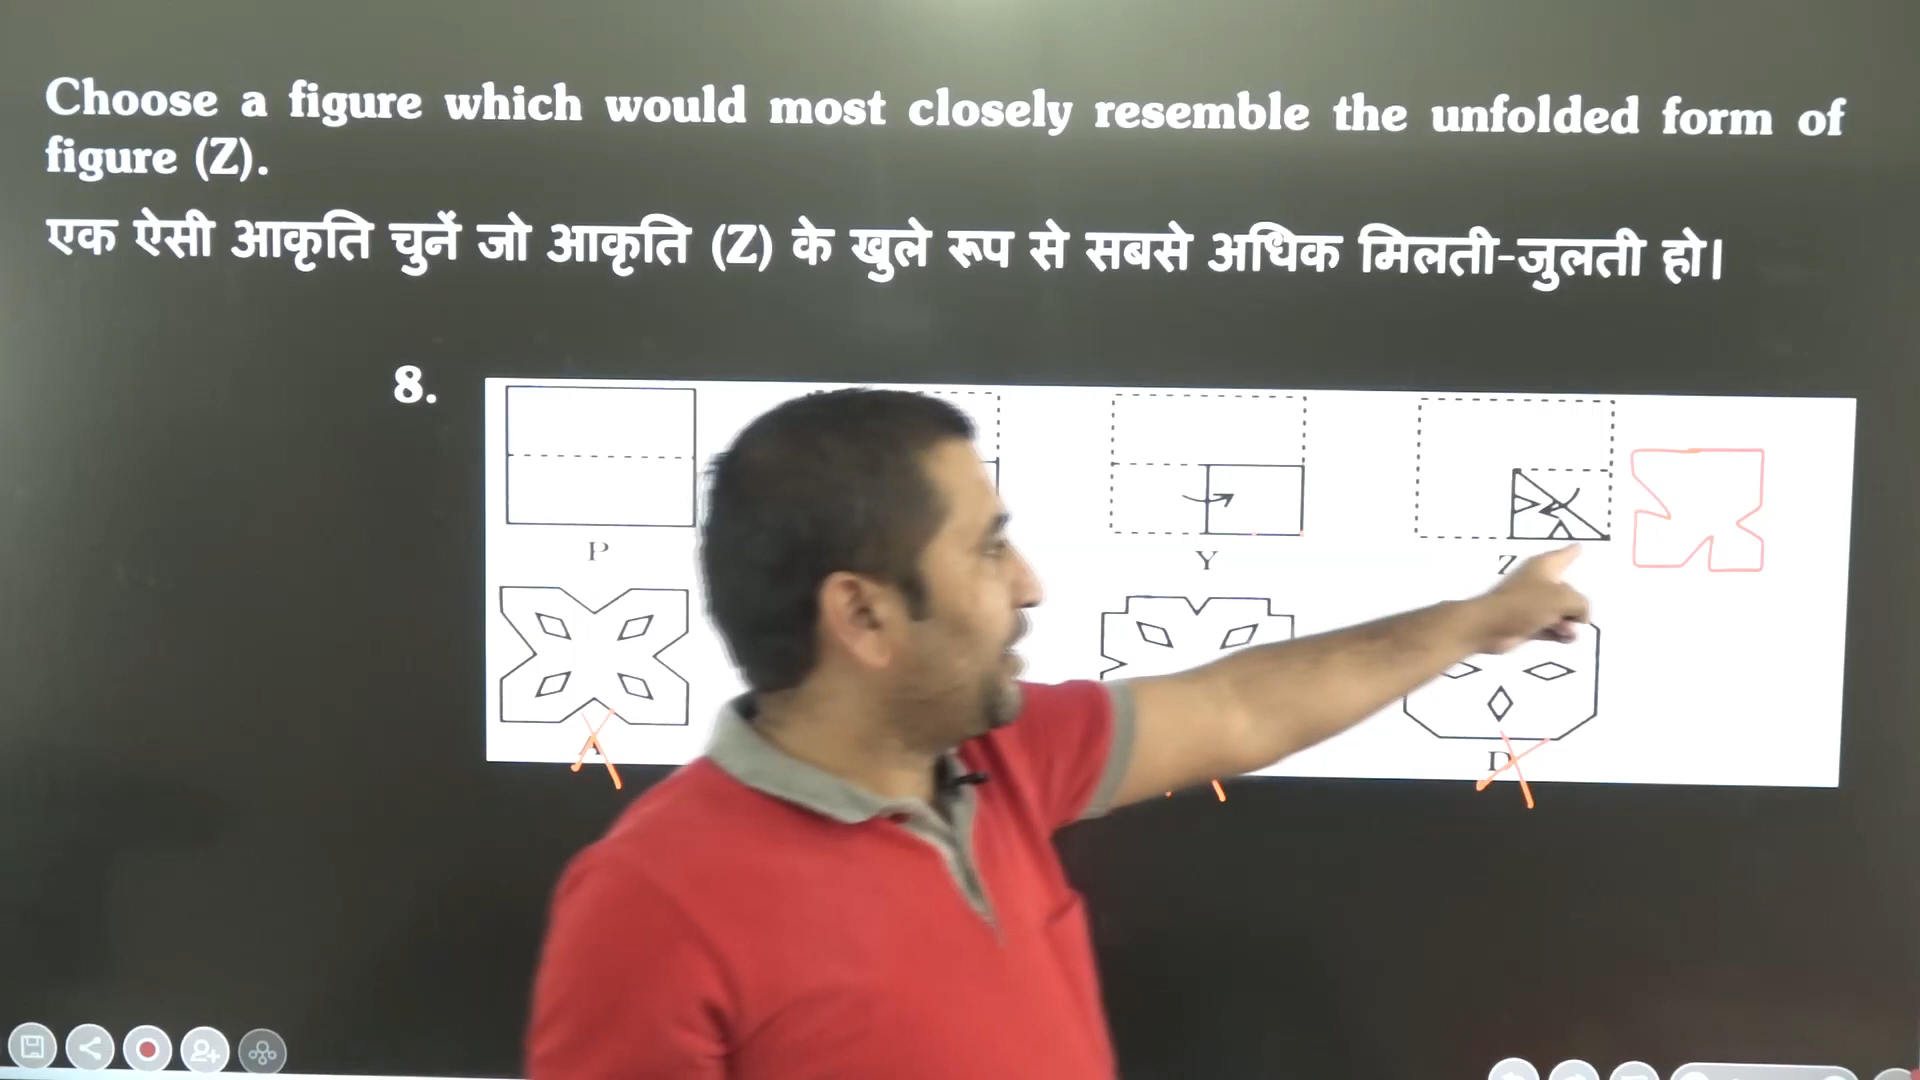 Choose a figure which would most closely resemble the unfolded form of
figure (Z).
एक ऐसी आकृति चुनें जो आकृति (Z) के खुले रूप से सबसे अधिक मिलती-जुलती हो।
8.
P
Y
Z
A
D